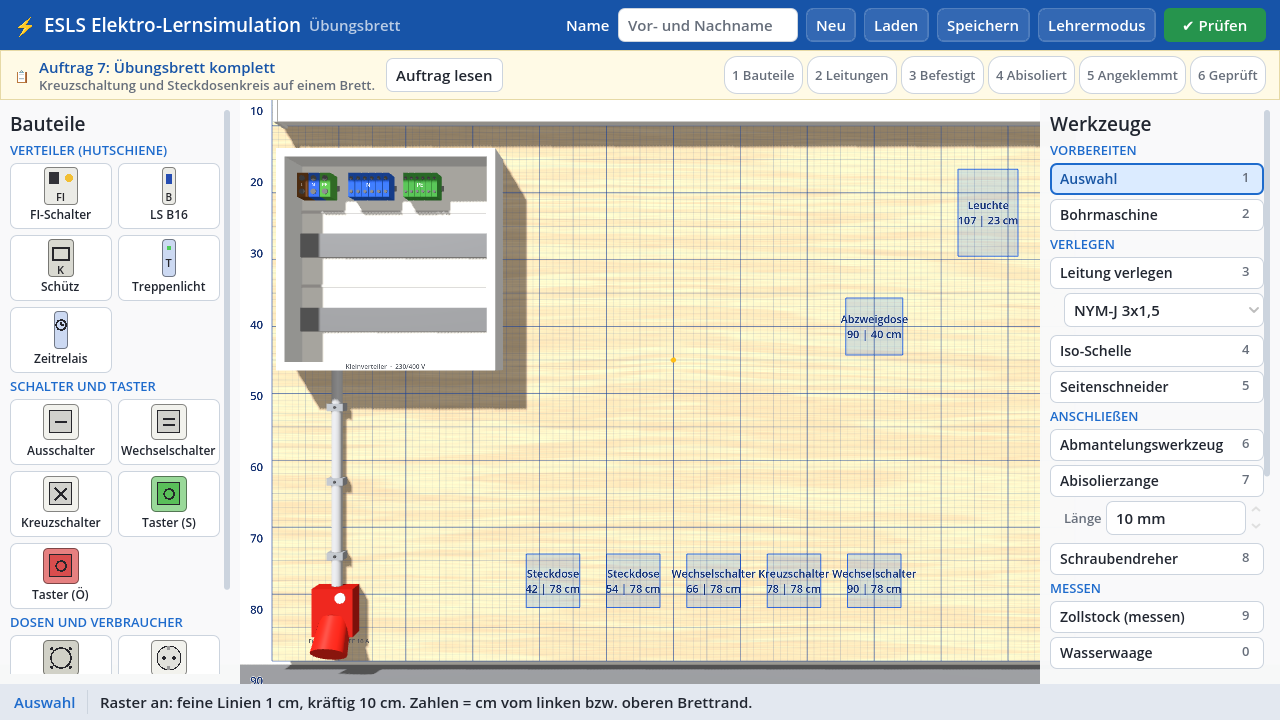 ⚡ ESLS Elektro-Lernsimulation Übungsbrett Name Vor- und Nachname Neu Laden Speichern Lehrermodus ✔ Prüfen
Auftrag 7: Übungsbrett komplett
Kreuzschaltung und Steckdosenkreis auf einem Brett.
Auftrag lesen
1 Bauteile 2 Leitungen 3 Befestigt 4 Abisoliert 5 Angeklemmt 6 Geprüft
Bauteile
VERTEILER (HUTSCHIENE)
FI
FI-Schalter
B
LS B16
K
Schütz
T
Treppenlicht
Zeitrelais
SCHALTER UND TASTER
Ausschalter
Wechselschalter
Kreuzschalter
Taster (S)
Taster (Ö)
DOSEN UND VERBRAUCHER
10
20
30
40
50
60
70
80
90
N
PE
Kleinverteiler - 230/400 V
Leuchte
107 | 23 cm
Abzweigdose
90 | 40 cm
Steckdose
42 | 78 cm
Steckdose
54 | 78 cm
Wechselschalter
66 | 78 cm
Kreuzschalter
78 | 78 cm
Wechselschalter
90 | 78 cm
Werkzeuge
VORBEREITEN
Auswahl 1
Bohrmaschine 2
VERLEGEN
Leitung verlegen 3
NYM-J 3x1,5
Iso-Schelle 4
Seitenschneider 5
ANSCHLIEẞEN
Abmantelungswerkzeug 6
Abisolierzange 7
Länge 10 mm
Schraubendreher 8
MESSEN
Zollstock (messen) 9
Wasserwaage 0
Auswahl Raster an: feine Linien 1 cm, kräftig 10 cm. Zahlen = cm vom linken bzw. oberen Brettrand.